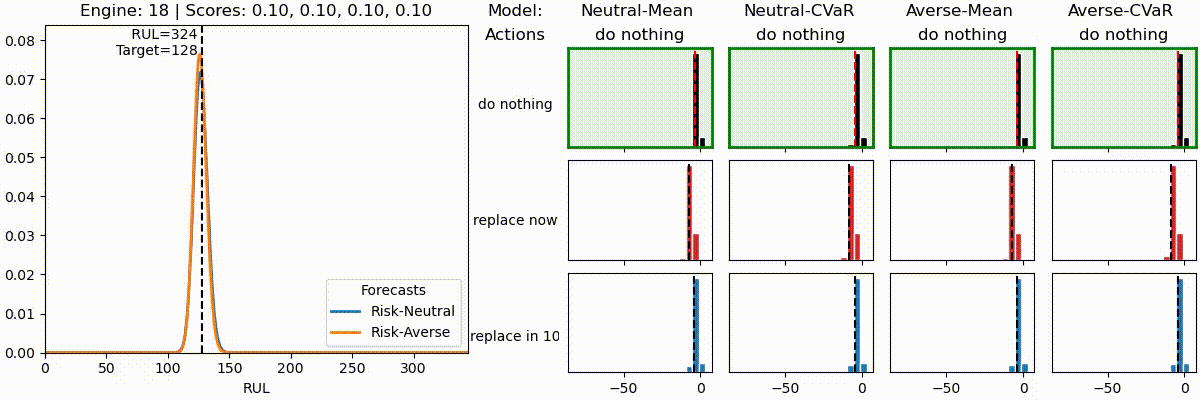 Engine: 18 | Scores: 0.10, 0.10, 0.10, 0.10
RUL=324
Target=128
0.08
0.07
0.06
0.05
0.04
0.03
0.02
0.01
0.00
Forecasts
Risk-Neutral
Risk-Averse
0 50 100 150 200 250 300
RUL
Model: Neutral-Mean Neutral-CVaR Averse-Mean Averse-CVaR
Actions do nothing do nothing do nothing do nothing
do nothing
replace now
replace in 10
−50 0 −50 0 −50 0 −50 0